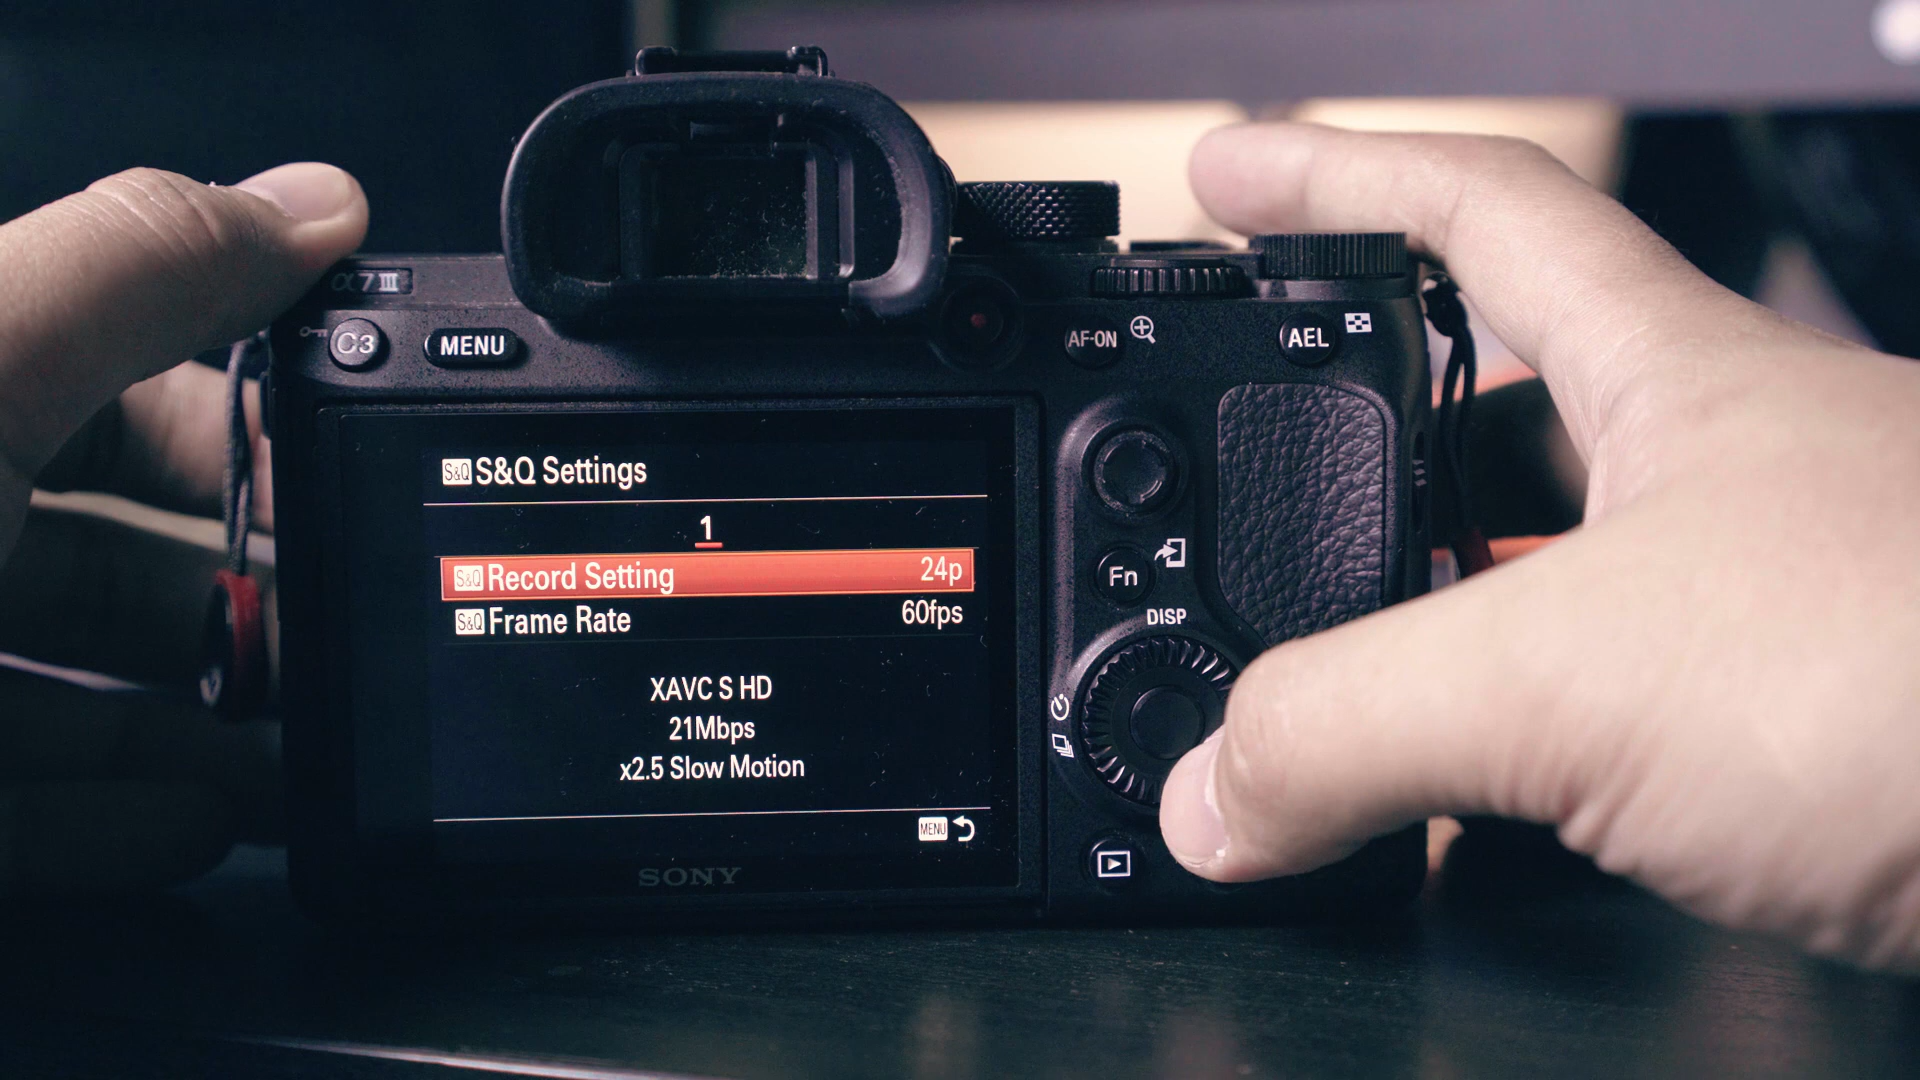 α7III
C3
MENU
AF-ON
AEL
S&Q S&Q Settings
1
S&Q Record Setting 24p
S&Q Frame Rate 60fps
XAVC S HD
21Mbps
x2.5 Slow Motion
MENU
SONY
Fn
DISP